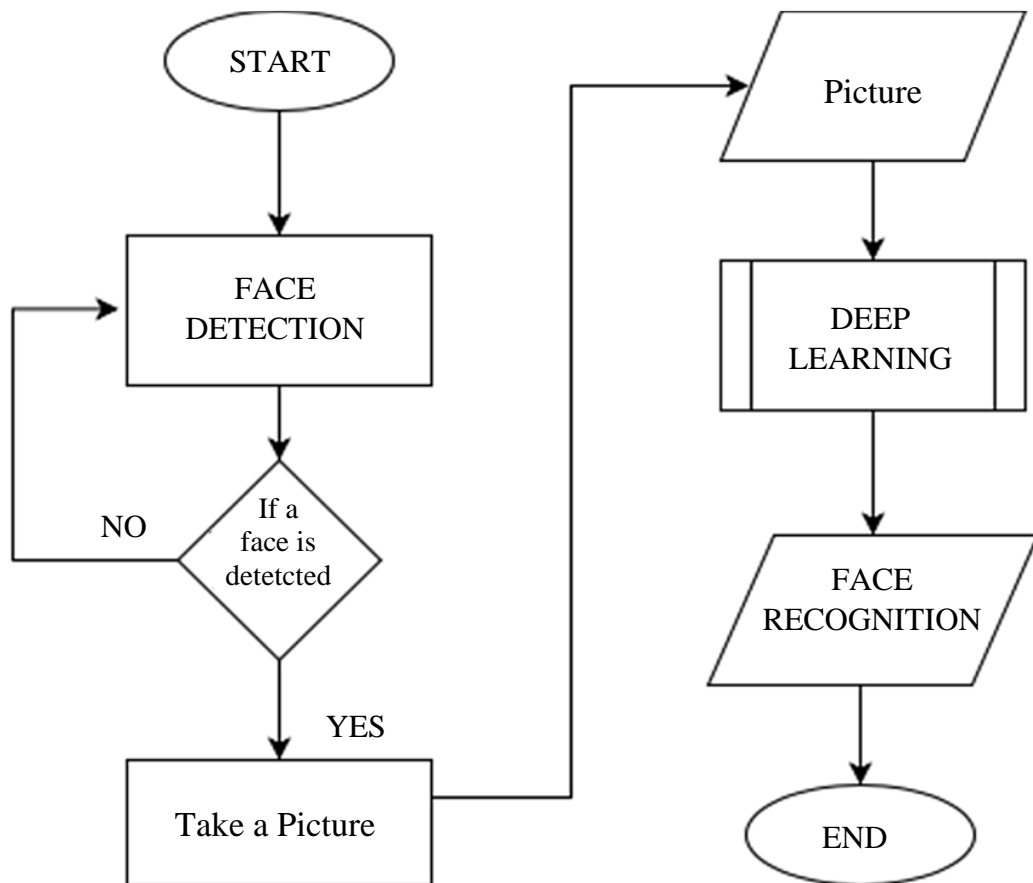 START
FACE
DETECTION
If a
face is
detetcted
NO
YES
Take a Picture
Picture
DEEP
LEARNING
FACE
RECOGNITION
END